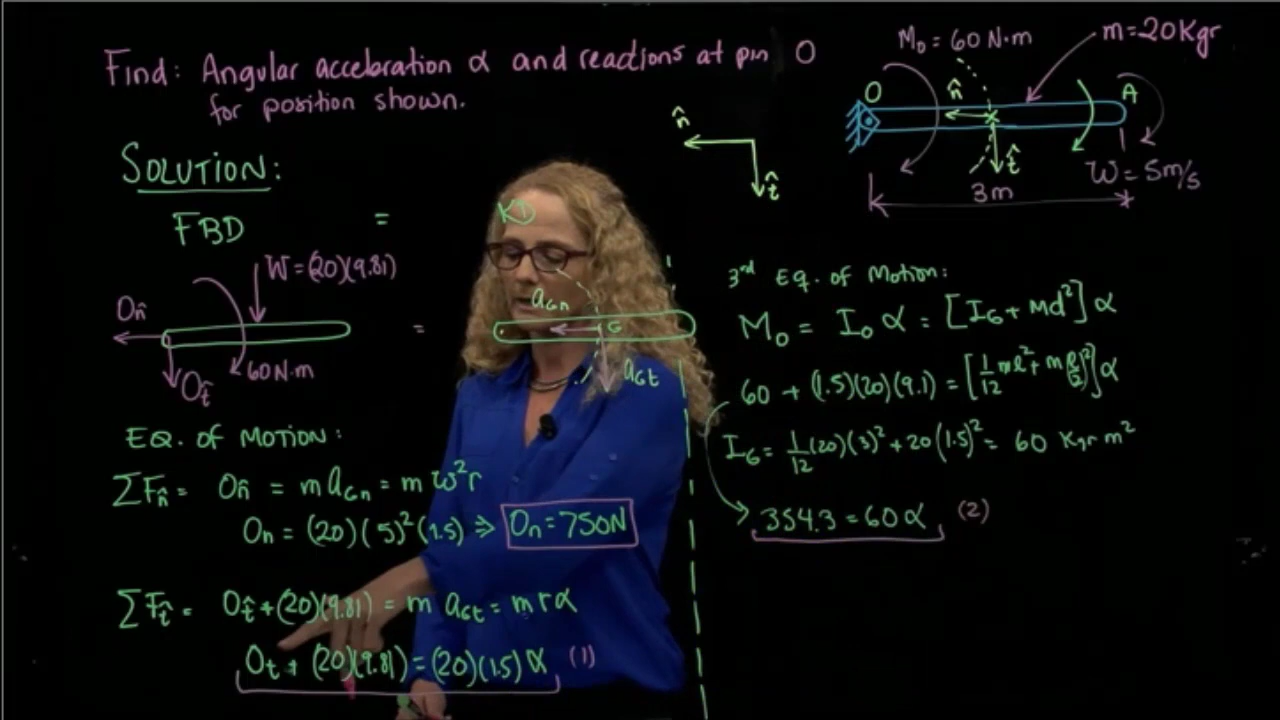 Find: Angular acceleration α and reactions at pin O
for position shown.
M₀ = 60 N·m
m = 20 Kgr
O
n̂
A
t̂
ω = 5 m/s
3m
n̂
t̂
SOLUTION:
FBD =
KD
W = (20)(9.81)
On̂
60 N·m
Ot̂
=
aGn
G
aGt
EQ. OF MOTION:
ΣFn̂ = On̂ = m aGn = m ω²r
On = (20)(5)²(1.5) ⇒ On = 750N
ΣFt̂ = Ot̂ + (20)(9.81) = m aGt = m r α
Ot + (20)(9.81) = (20)(1.5) α (1)
3rd Eq. of Motion:
M₀ = I₀ α = [IG + Md²] α
60 + (1.5)(20)(9.1) = [1/12 mℓ² + m(ℓ/2)²] α
IG = 1/12 (20)(3)² + 20(1.5)² = 60 Kgr m²
354.3 = 60 α (2)